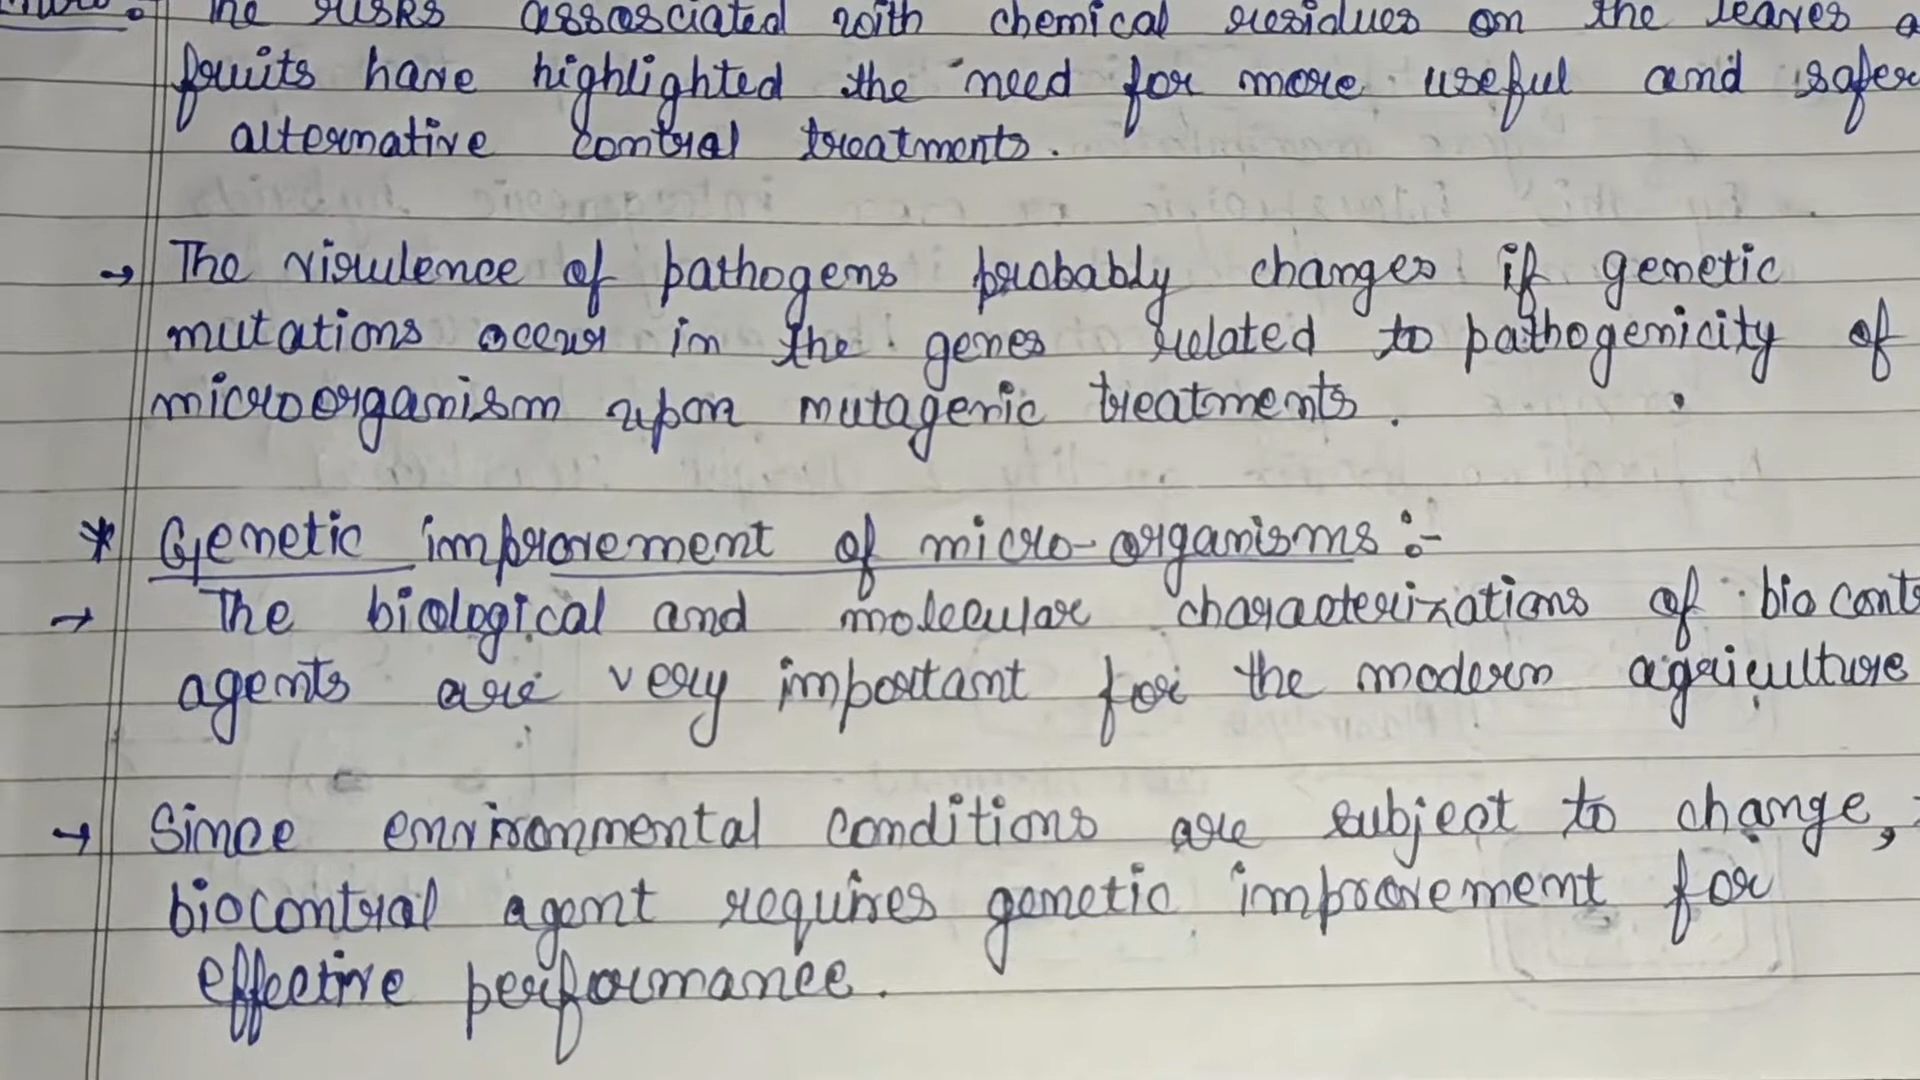 The risks associated with chemical residues on the leaves a
fruits have highlighted the need for more useful and safer
alternative control treatments.
→ The virulence of pathogens probably changes if genetic
mutations occur in the genes related to pathogenicity of
microorganism upon mutagenic treatments.
* Genetic improvement of micro-organisms :-
→ The biological and molecular characterizations of bio cont
agents are very important for the modern agriculture
→ Since environmental conditions are subject to change,
biocontrol agent requires genetic improvement for
effective performance.